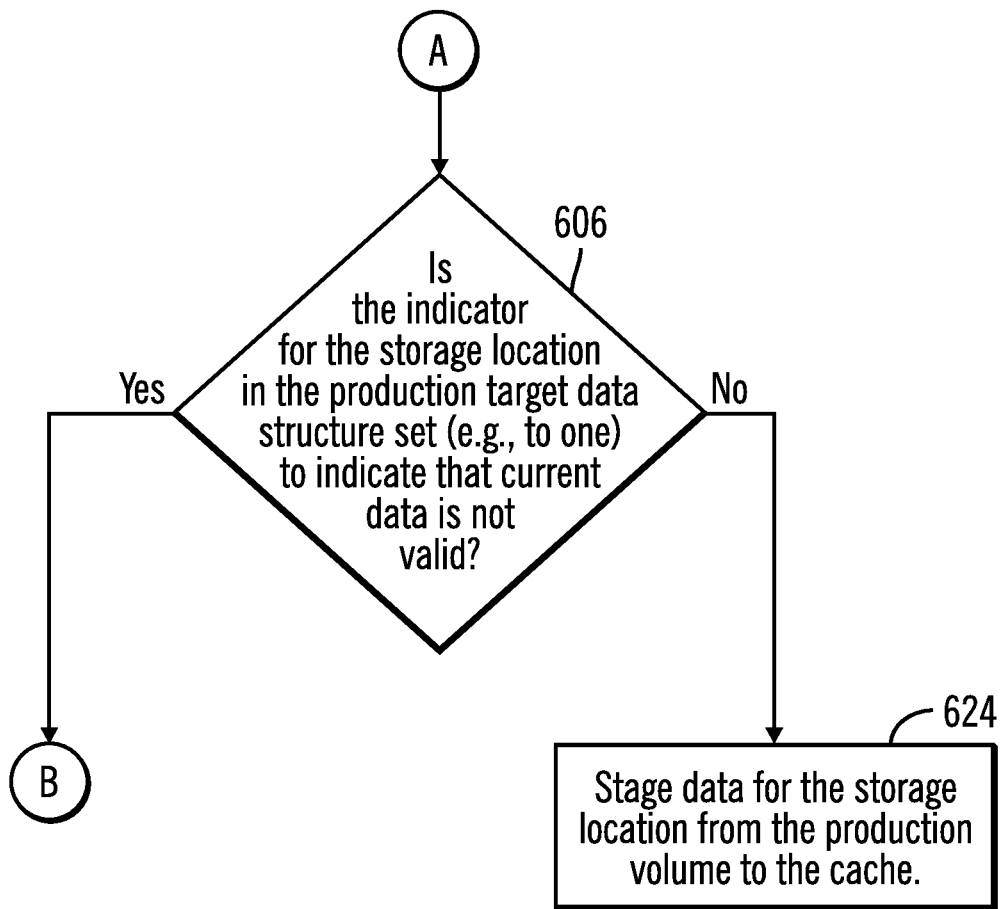 A
606
Is
the indicator
for the storage location
in the production target data
structure set (e.g., to one)
to indicate that current
data is not
valid?
Yes
No
B
624
Stage data for the storage
location from the production
volume to the cache.